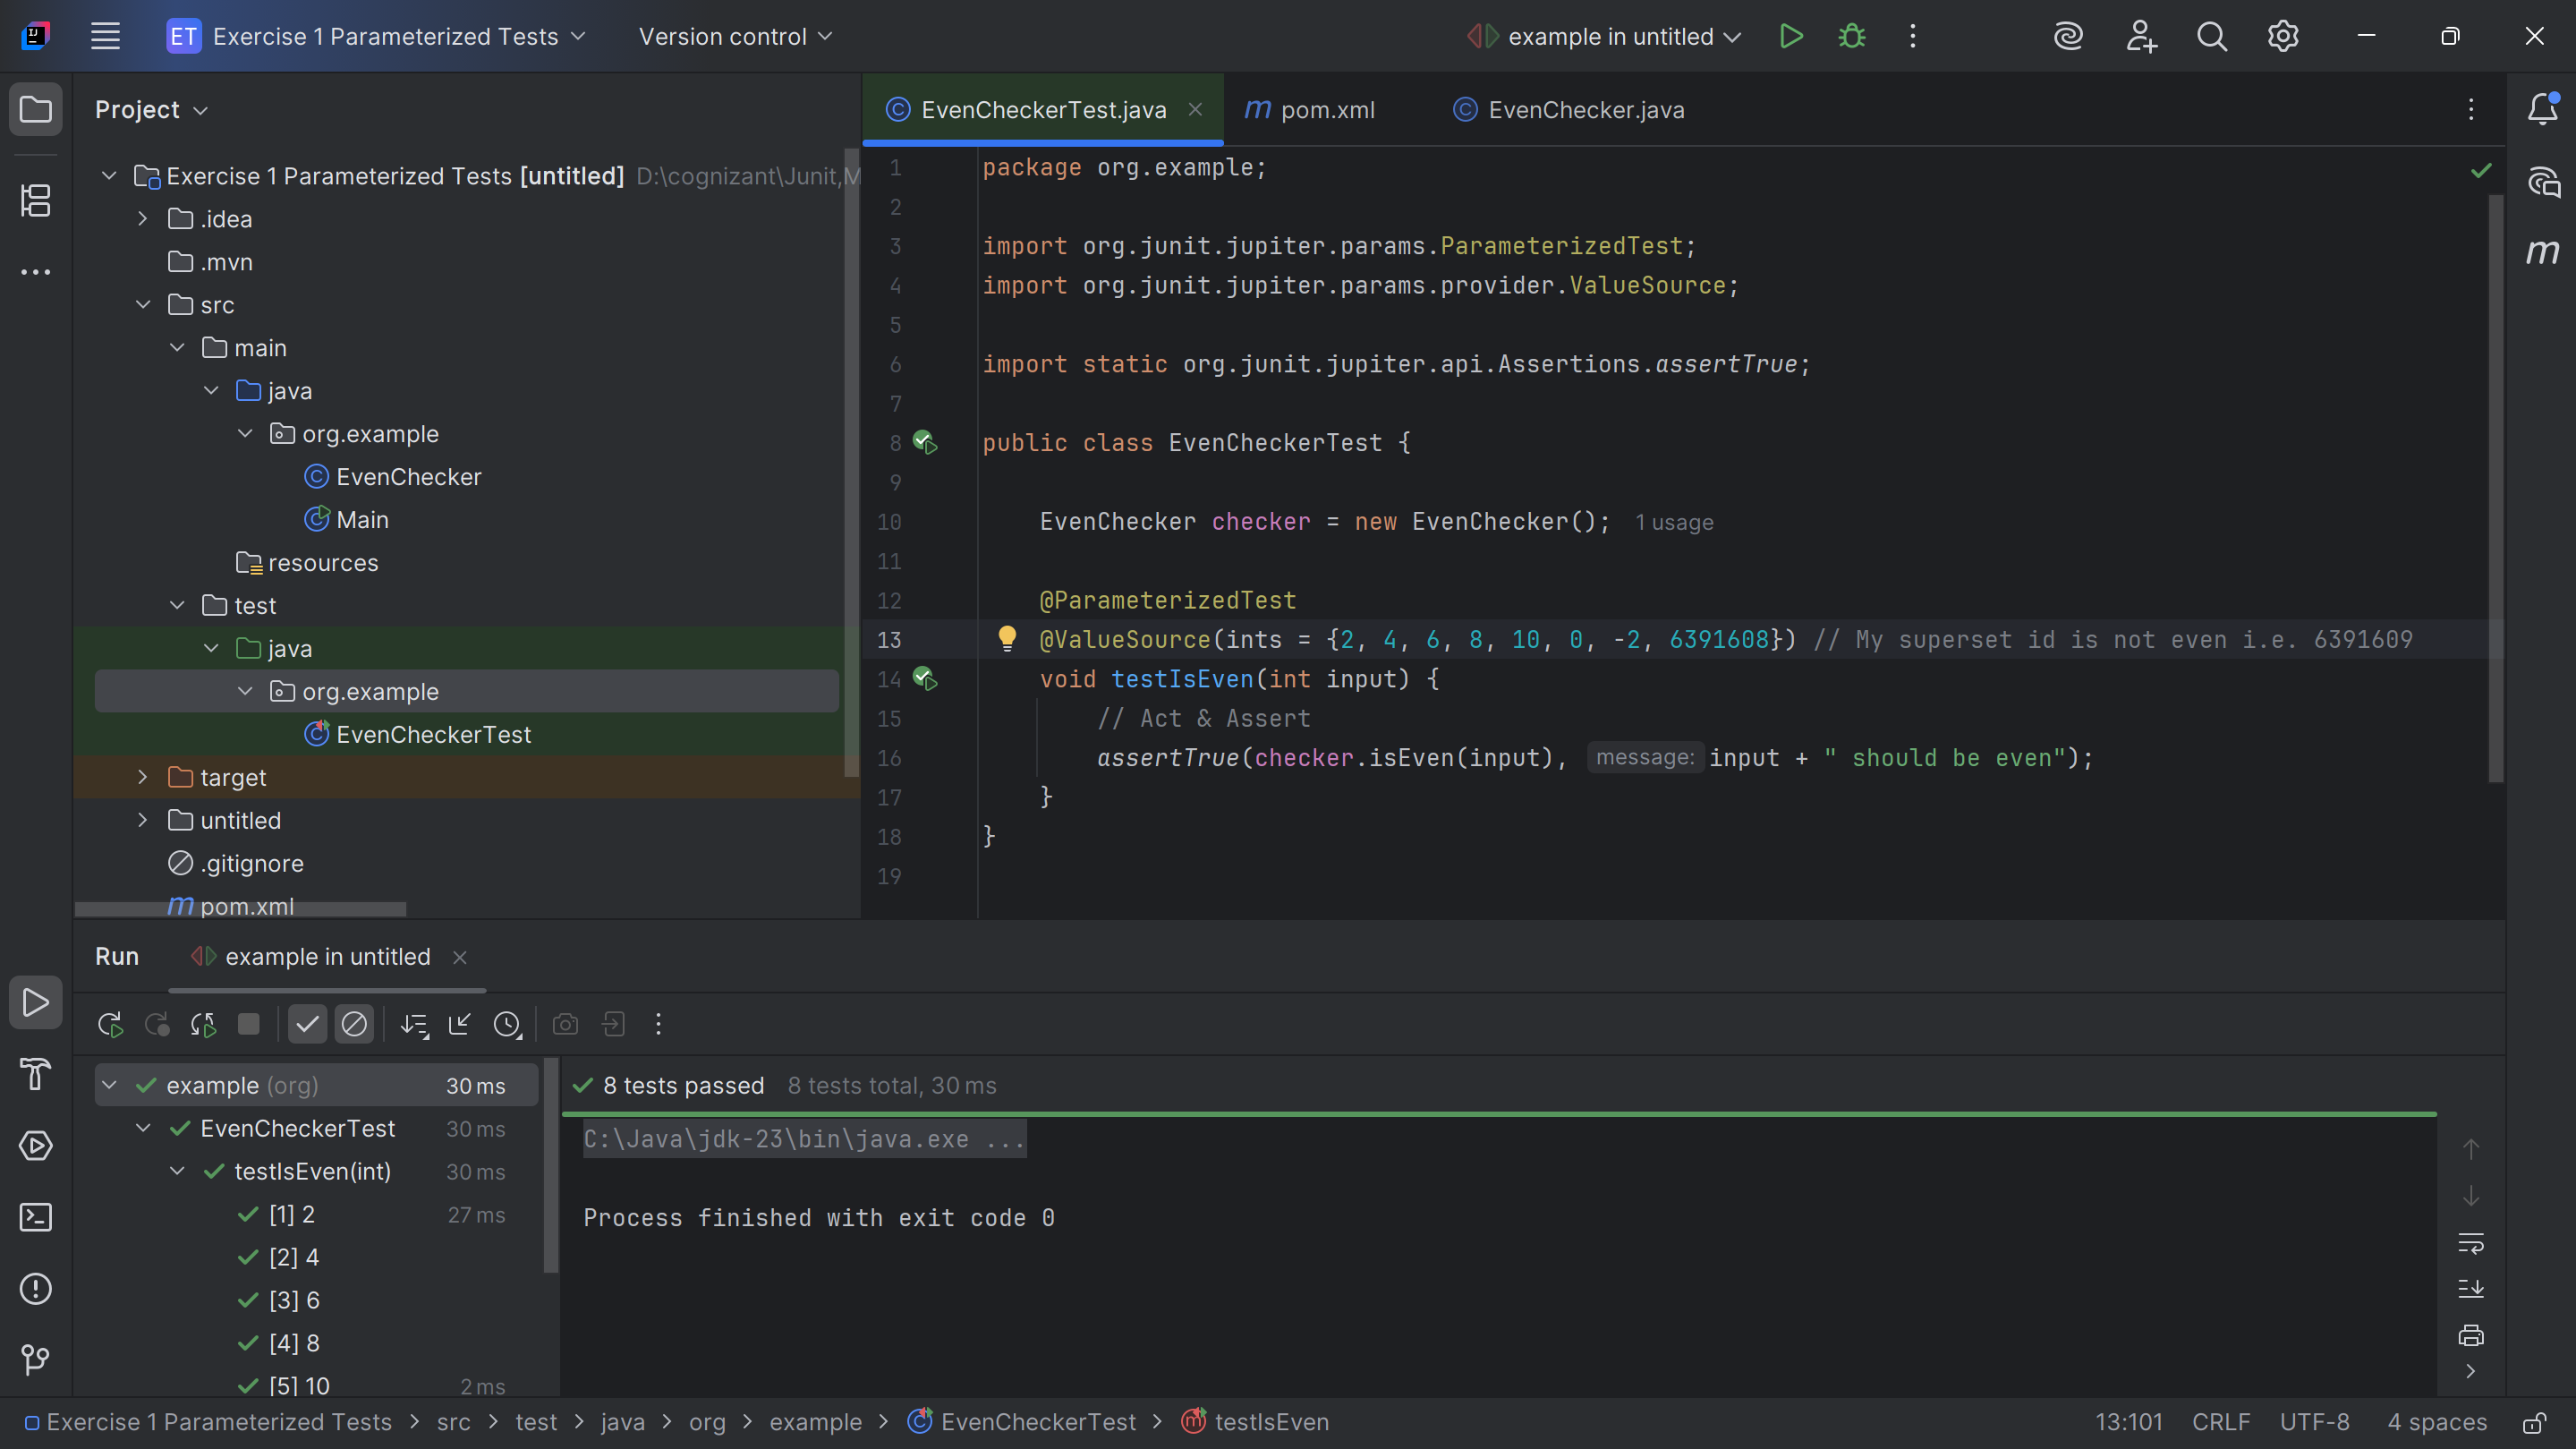 ET Exercise 1 Parameterized Tests Version control example in untitled
Project
Exercise 1 Parameterized Tests [untitled] D:\cognizant\Junit,M
.idea
.mvn
src
main
java
org.example
EvenChecker
Main
resources
test
java
org.example
EvenCheckerTest
target
untitled
.gitignore
pom.xml
EvenCheckerTest.java pom.xml EvenChecker.java
1 package org.example;
2
3 import org.junit.jupiter.params.ParameterizedTest;
4 import org.junit.jupiter.params.provider.ValueSource;
5
6 import static org.junit.jupiter.api.Assertions.assertTrue;
7
8 public class EvenCheckerTest {
9
10 EvenChecker checker = new EvenChecker(); 1 usage
11
12 @ParameterizedTest
13 @ValueSource(ints = {2, 4, 6, 8, 10, 0, -2, 6391608}) // My superset id is not even i.e. 6391609
14 void testIsEven(int input) {
15 // Act & Assert
16 assertTrue(checker.isEven(input), message: input + " should be even");
17 }
18 }
19
Run example in untitled
example (org) 30 ms
EvenCheckerTest 30 ms
testIsEven(int) 30 ms
[1] 2 27 ms
[2] 4
[3] 6
[4] 8
[5] 10 2 ms
8 tests passed 8 tests total, 30 ms
C:\Java\jdk-23\bin\java.exe ...
Process finished with exit code 0
Exercise 1 Parameterized Tests > src > test > java > org > example > EvenCheckerTest > testIsEven 13:101 CRLF UTF-8 4 spaces